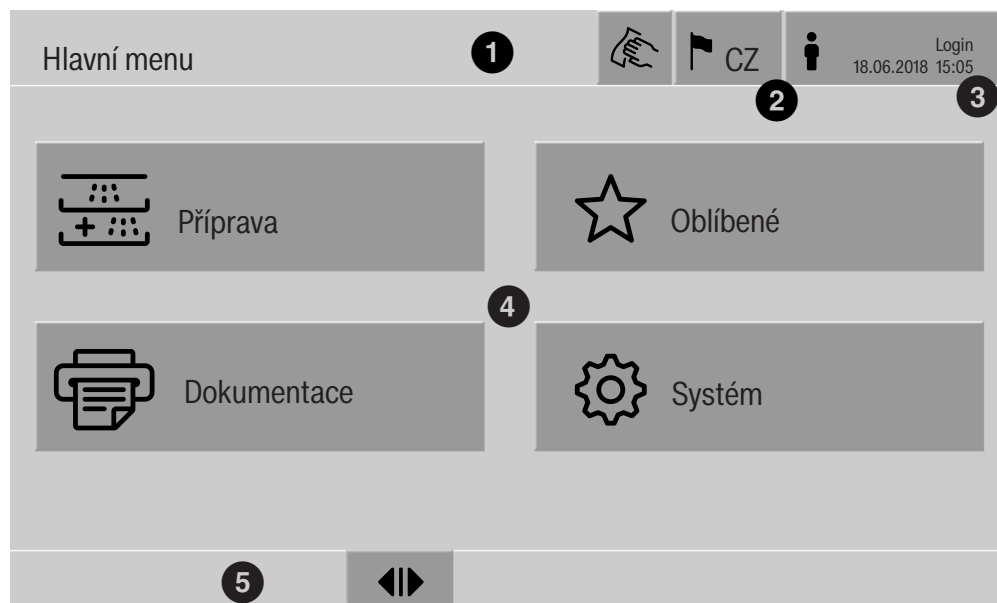 Hlavní menu
1
CZ
Login
18.06.2018 15:05
2
3
Příprava
Oblíbené
4
Dokumentace
Systém
5